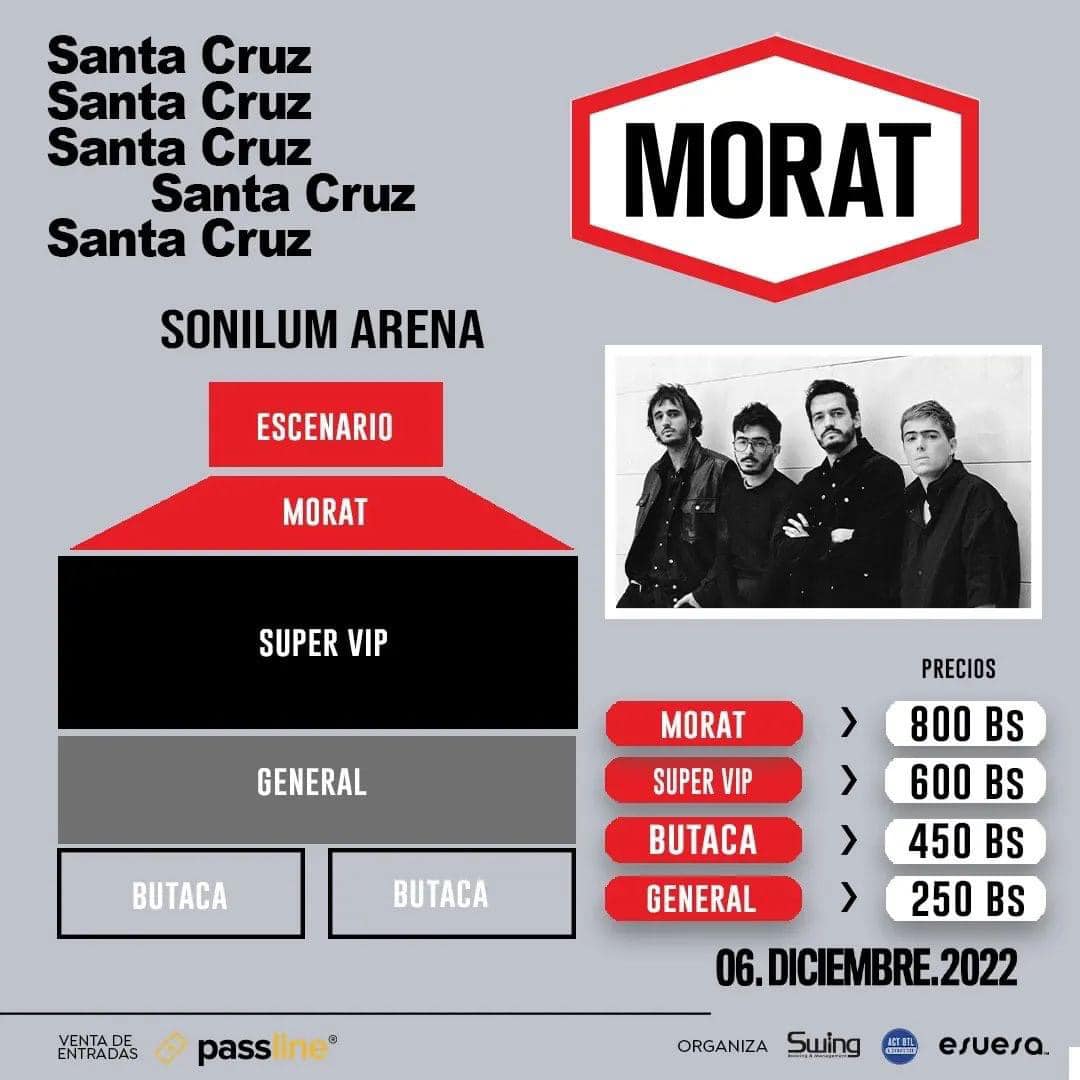 Santa Cruz
Santa Cruz
Santa Cruz
Santa Cruz
Santa Cruz
MORAT
SONILUM ARENA
ESCENARIO
MORAT
SUPER VIP
GENERAL
BUTACA
BUTACA
PRECIOS
MORAT > 800 Bs
SUPER VIP > 600 Bs
BUTACA > 450 Bs
GENERAL > 250 Bs
06.DICIEMBRE.2022
VENTA DE
ENTRADAS
passline®
ORGANIZA
Swing
ACT BTL
esuesa